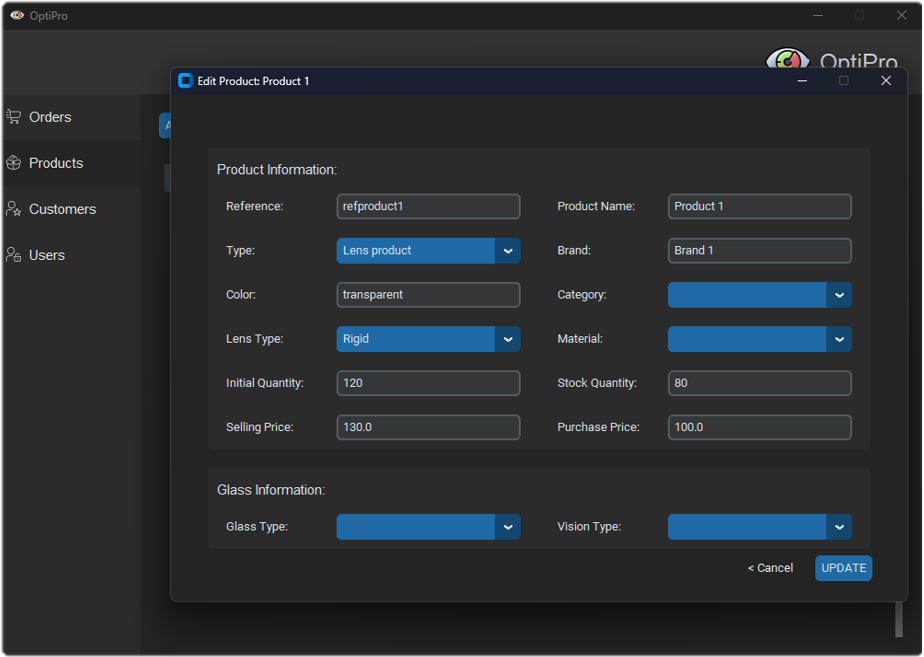 OptiPro
OptiPro
Edit Product: Product 1
Orders
Products
Customers
Users
Product Information:
Reference: refproduct1 Product Name: Product 1
Type: Lens product Brand: Brand 1
Color: transparent Category:
Lens Type: Rigid Material:
Initial Quantity: 120 Stock Quantity: 80
Selling Price: 130.0 Purchase Price: 100.0
Glass Information:
Glass Type: Vision Type:
< Cancel UPDATE